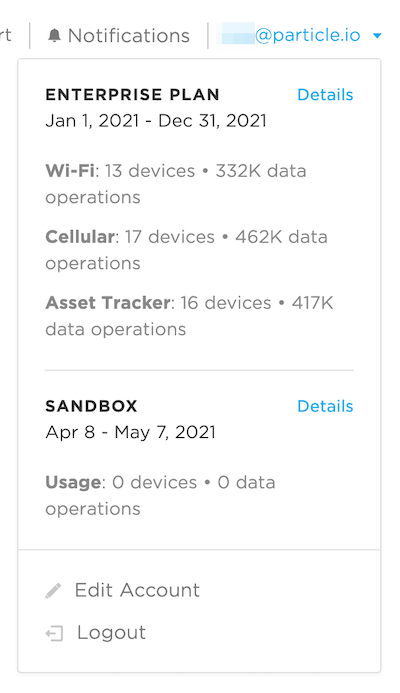 rt Notifications @particle.io
ENTERPRISE PLAN Details
Jan 1, 2021 - Dec 31, 2021
Wi-Fi: 13 devices • 332K data
operations
Cellular: 17 devices • 462K data
operations
Asset Tracker: 16 devices • 417K
data operations
SANDBOX Details
Apr 8 - May 7, 2021
Usage: 0 devices • 0 data
operations
Edit Account
Logout